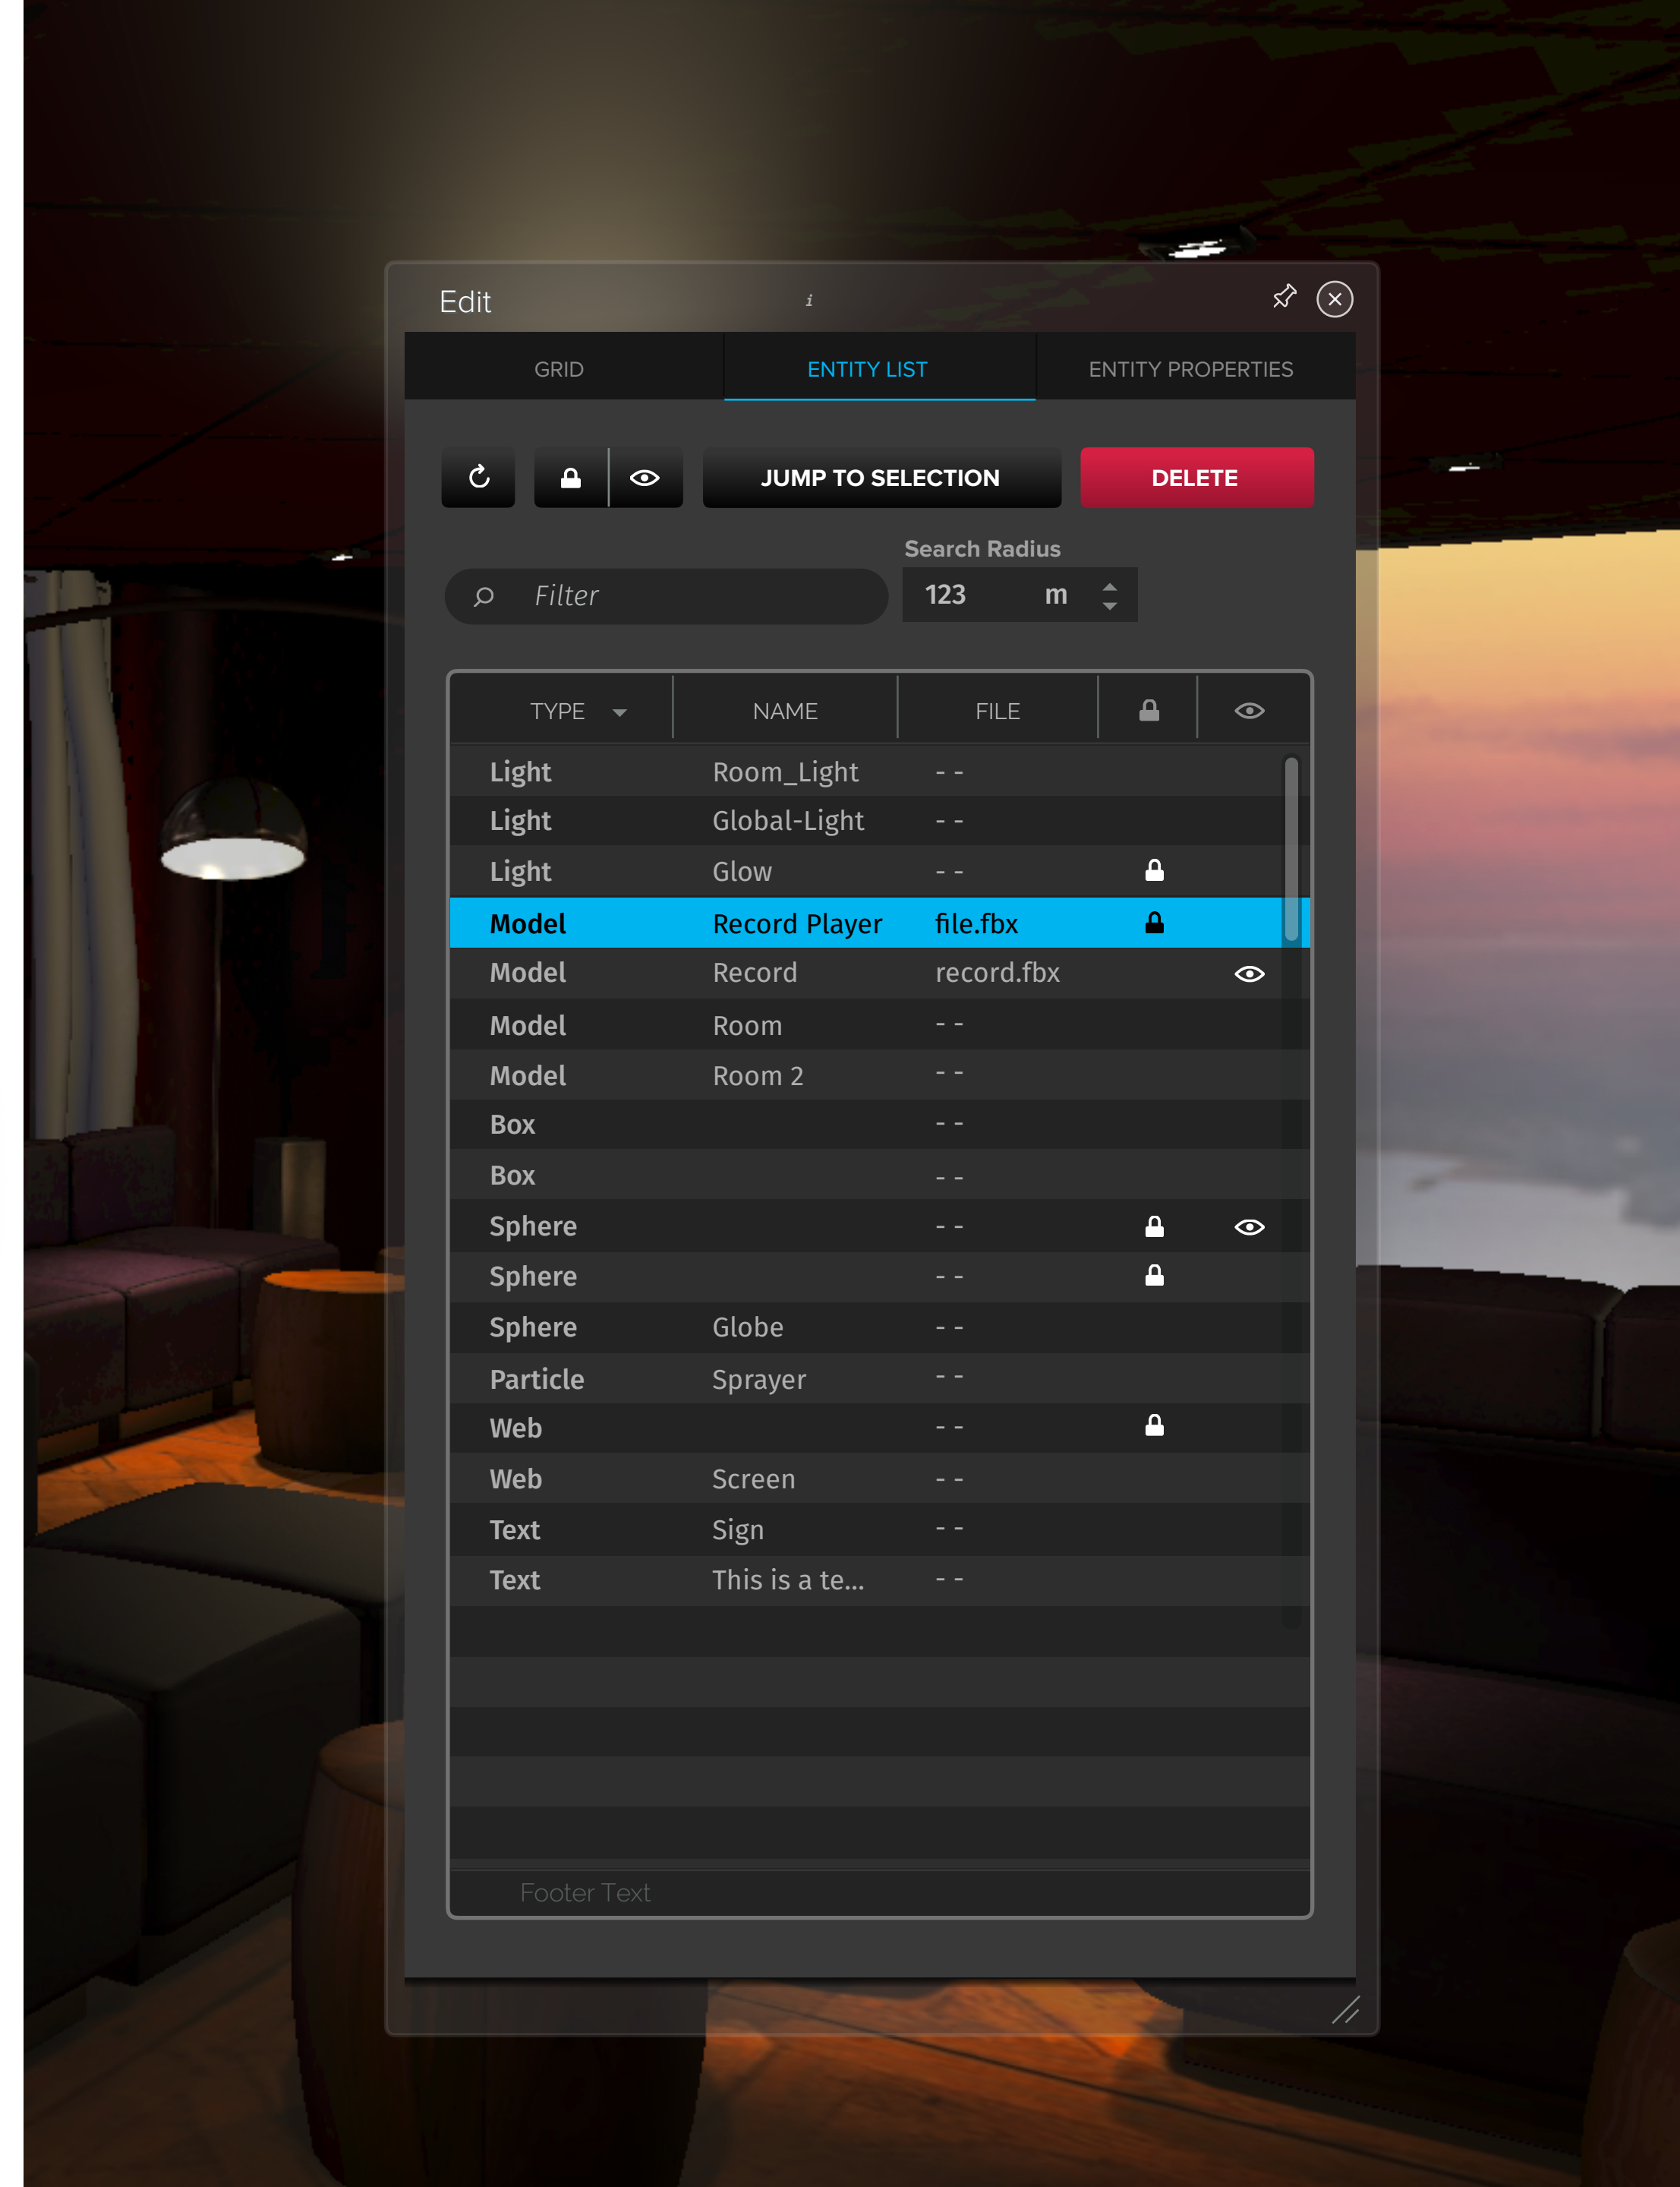 Edit i
GRID ENTITY LIST ENTITY PROPERTIES
JUMP TO SELECTION DELETE
Search Radius
Filter 123 m
TYPE NAME FILE
Light Room_Light - -
Light Global-Light - -
Light Glow - -
Model Record Player file.fbx
Model Record record.fbx
Model Room - -
Model Room 2 - -
Box - -
Box - -
Sphere - -
Sphere - -
Sphere Globe - -
Particle Sprayer - -
Web - -
Web Screen - -
Text Sign - -
Text This is a te... - -
Footer Text